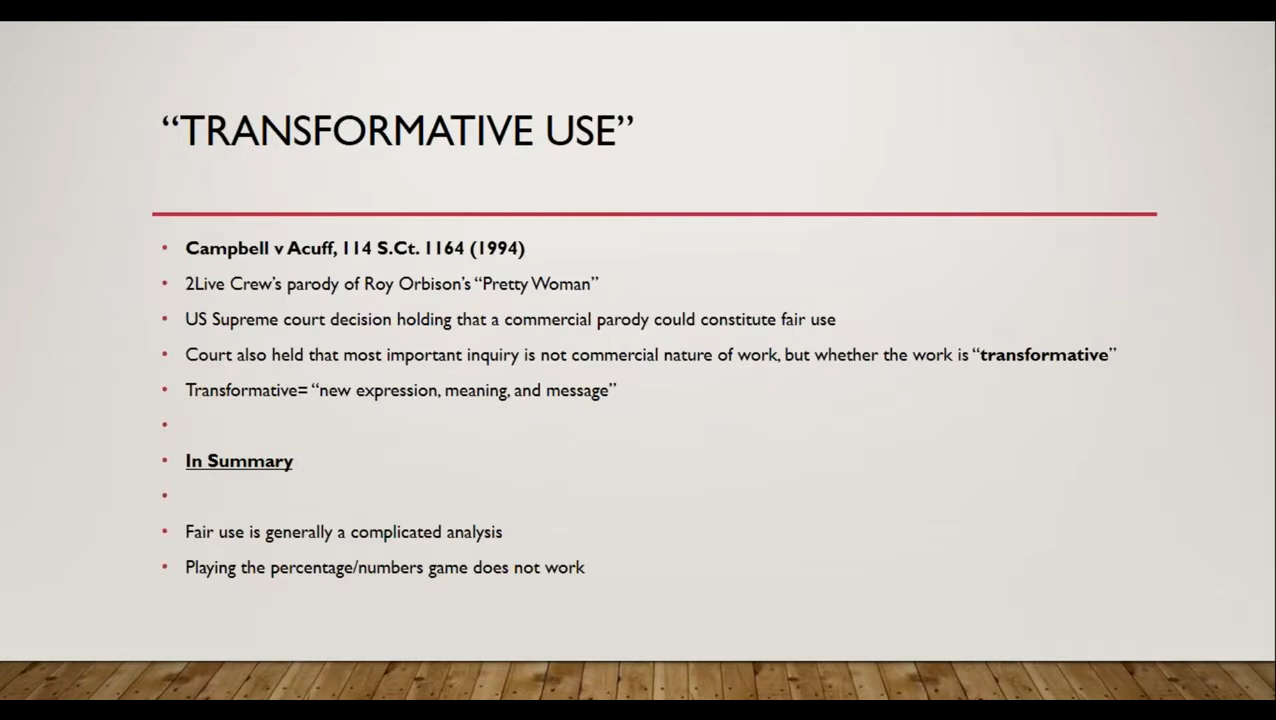 “TRANSFORMATIVE USE”
• Campbell v Acuff, 114 S.Ct. 1164 (1994)
• 2Live Crew’s parody of Roy Orbison’s “Pretty Woman”
• US Supreme court decision holding that a commercial parody could constitute fair use
• Court also held that most important inquiry is not commercial nature of work, but whether the work is “transformative”
• Transformative= “new expression, meaning, and message”
•
• In Summary
•
• Fair use is generally a complicated analysis
• Playing the percentage/numbers game does not work